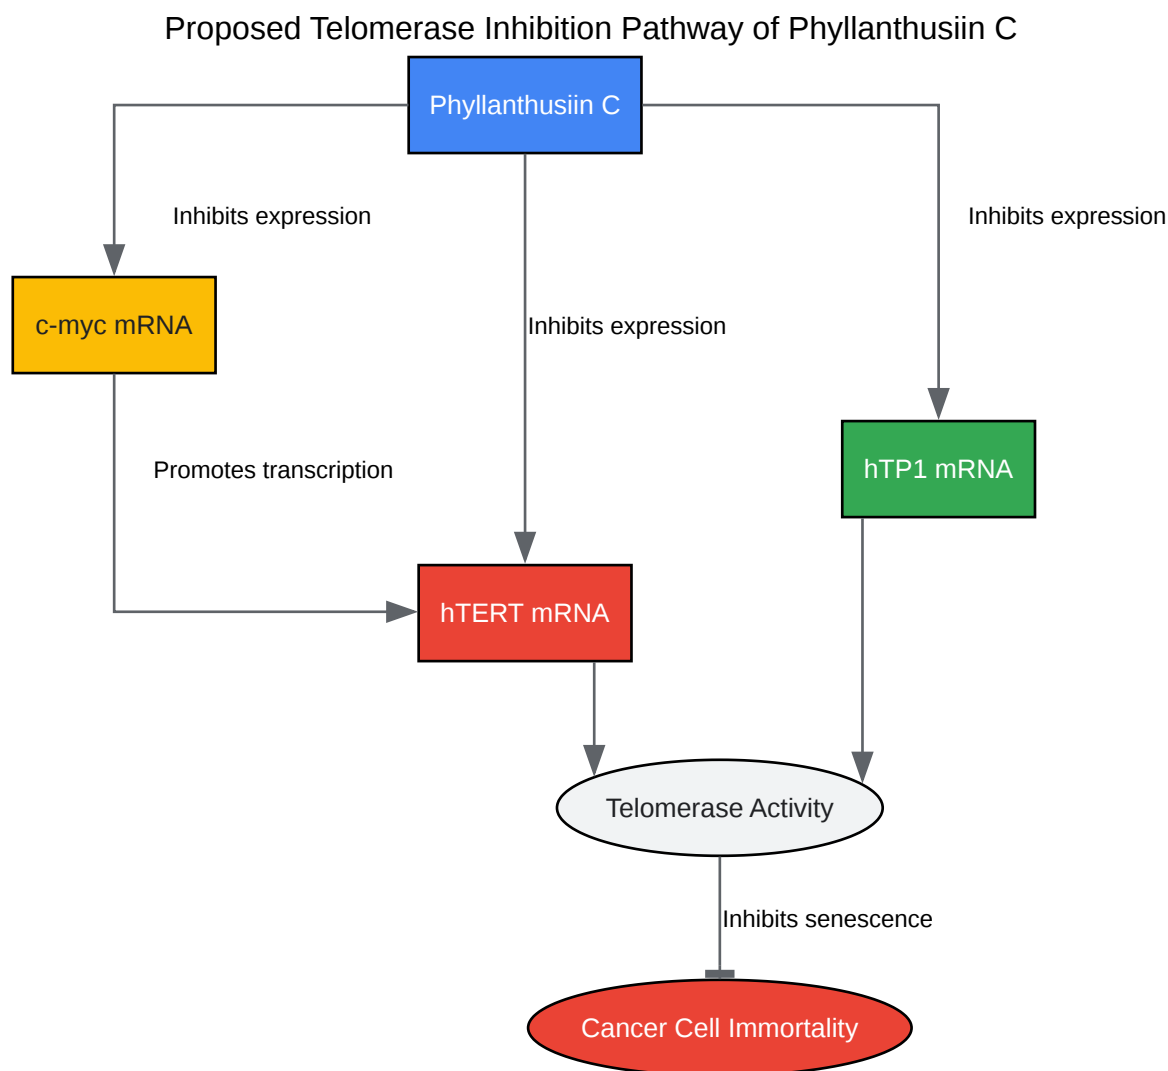 Proposed Telomerase Inhibition Pathway of Phyllanthusiin C
Phyllanthusiin C
Inhibits expression
Inhibits expression
c-myc mRNA
Inhibits expression
Promotes transcription
hTP1 mRNA
hTERT mRNA
Telomerase Activity
Inhibits senescence
Cancer Cell Immortality